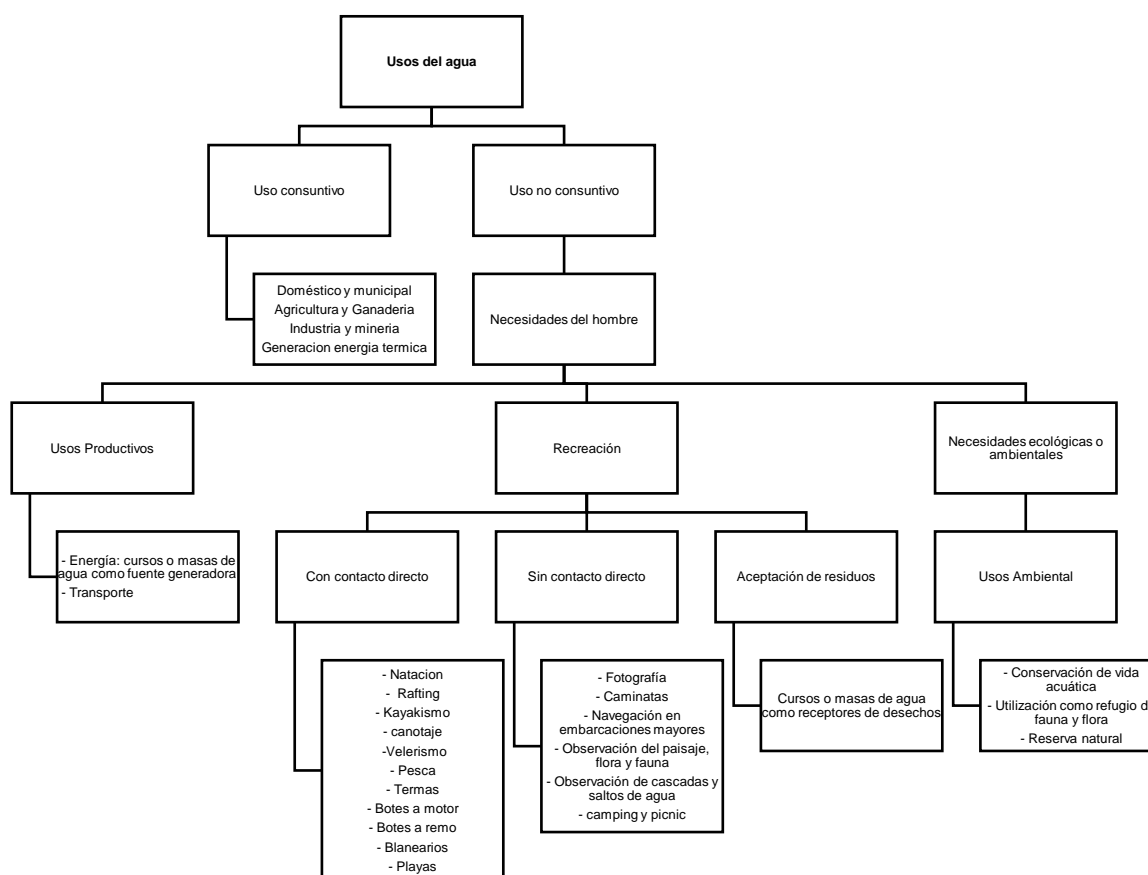 Usos del agua
Uso consuntivo
Uso no consuntivo
Doméstico y municipal
Agricultura y Ganaderia
Industria y mineria
Generacion energia termica
Necesidades del hombre
Usos Productivos
Recreación
Necesidades ecológicas o
ambientales
- Energía: cursos o masas de
agua como fuente generadora
- Transporte
Con contacto directo
Sin contacto directo
Aceptación de residuos
Usos Ambiental
- Natacion
- Rafting
- Kayakismo
- canotaje
-Velerismo
- Pesca
- Termas
- Botes a motor
- Botes a remo
- Blanearios
- Playas
- Fotografía
- Caminatas
- Navegación en
embarcaciones mayores
- Observación del paisaje,
flora y fauna
- Observación de cascadas y
saltos de agua
- camping y picnic
Cursos o masas de agua
como receptores de desechos
- Conservación de vida
acuática
- Utilización como refugio d
fauna y flora
- Reserva natural